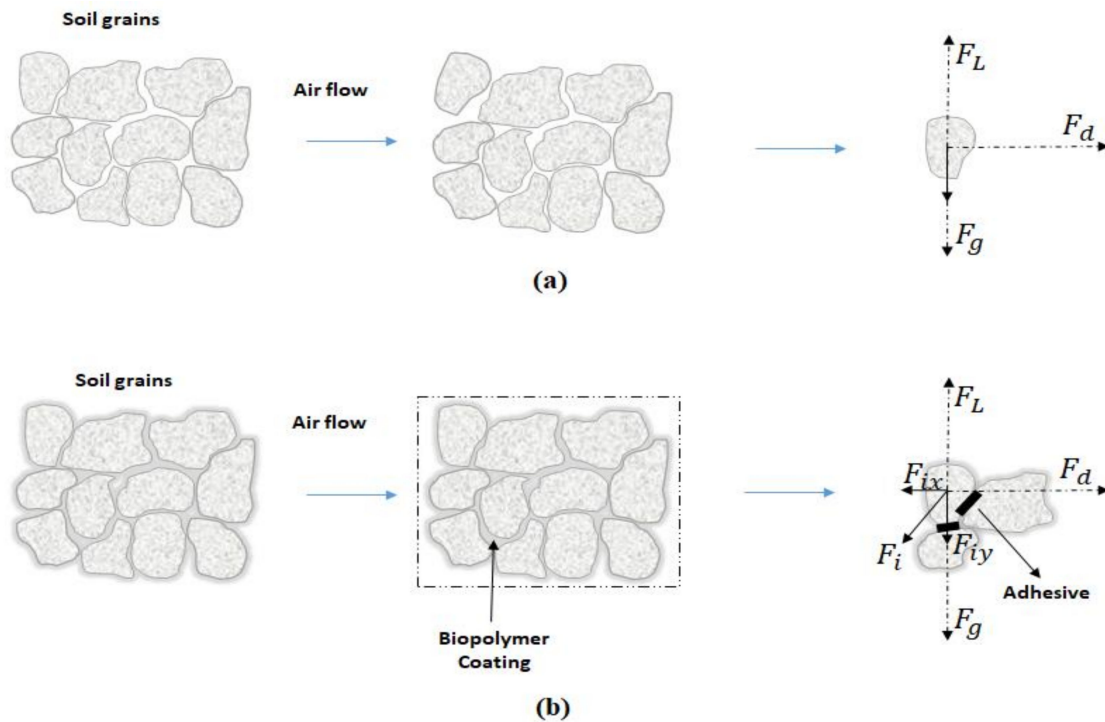 Soil grains
Air flow
F_L
F_d
F_g
(a)
Soil grains
Air flow
F_L
F_ix
F_d
F_i
F_iy
Adhesive
F_g
Biopolymer
Coating
(b)